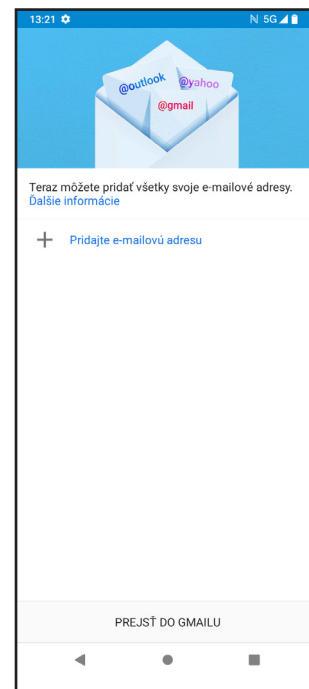 13:21 N 5G
@outlook @yahoo
@gmail
Teraz môžete pridať všetky svoje e-mailové adresy.
Ďalšie informácie
Pridajte e-mailovú adresu
PREJSŤ DO GMAILU